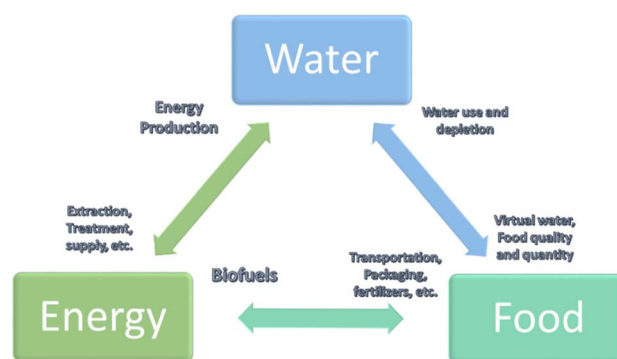 Water
Energy
Production
Water use and
depletion
Extraction,
Treatment,
supply, etc.
Virtual water,
Food quality
and quantity
Biofuels
Transportation,
Packaging,
fertilizers, etc.
Energy
Food